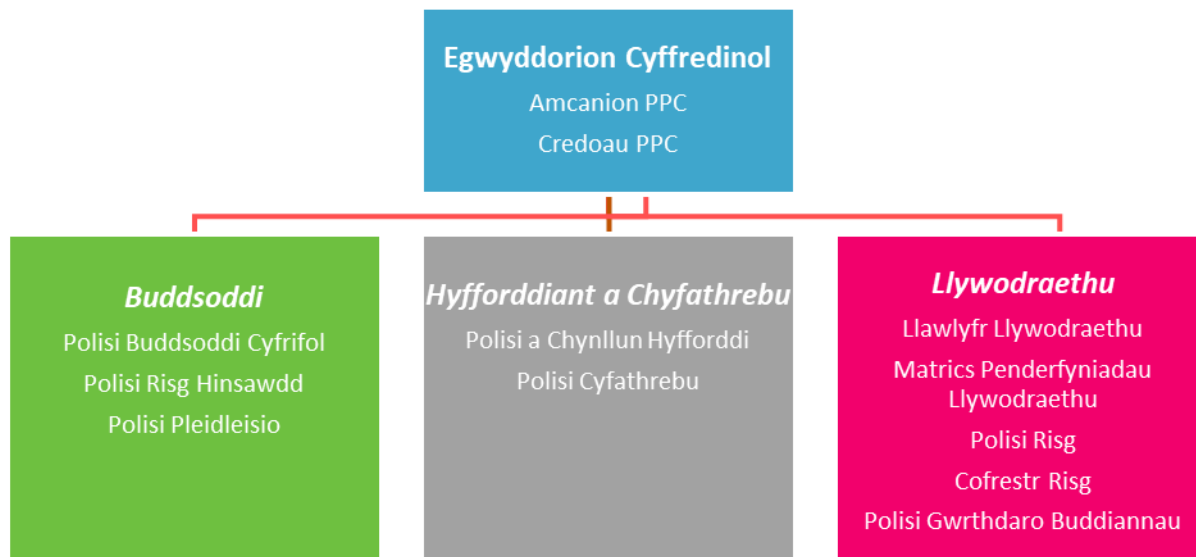 Egwyddorion Cyffredinol
Amcanion PPC
Credoau PPC
Buddsoddi
Polisi Buddsoddi Cyfrifol
Polisi Risg Hinsawdd
Polisi Pleidleisio
Hyfforddiant a Chyfathrebu
Polisi a Chynllun Hyfforddi
Polisi Cyfathrebu
Llywodraethu
Llawlyfr Llywodraethu
Matrics Penderfyniadau
Llywodraethu
Polisi Risg
Cofrestr Risg
Polisi Gwrthdaro Buddiannau